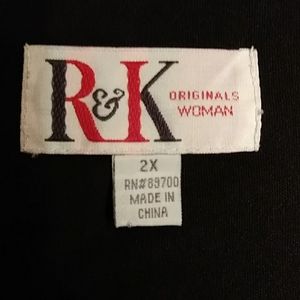 R&K ORIGINALS
WOMAN
2X
RN#89700
MADE IN
CHINA